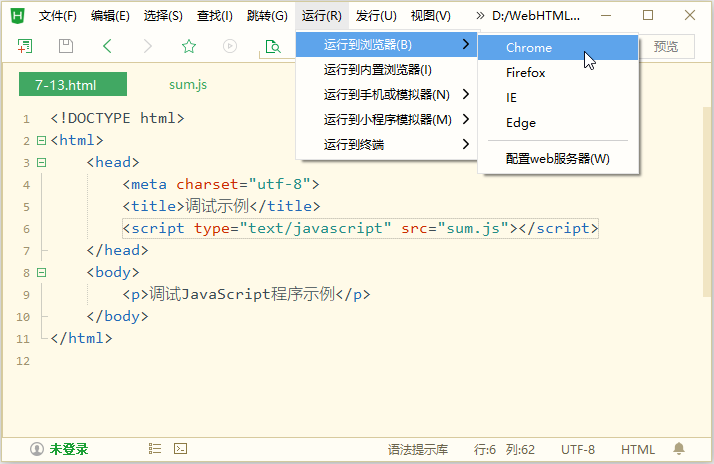 H 文件(F) 编辑(E) 选择(S) 查找(I) 跳转(G) 运行(R) 发行(U) 视图(V) » D:/WebHTML...
预览
运行到浏览器(B)
运行到内置浏览器(I)
运行到手机或模拟器(N)
运行到小程序模拟器(M)
运行到终端
Chrome
Firefox
IE
Edge
配置web服务器(W)
7-13.html sum.js
1 <!DOCTYPE html>
2 <html>
3 <head>
4 <meta charset="utf-8">
5 <title>调试示例</title>
6 <script type="text/javascript" src="sum.js"></script>
7 </head>
8 <body>
9 <p>调试JavaScript程序示例</p>
10 </body>
11 </html>
12
未登录 语法提示库 行:6 列:62 UTF-8 HTML